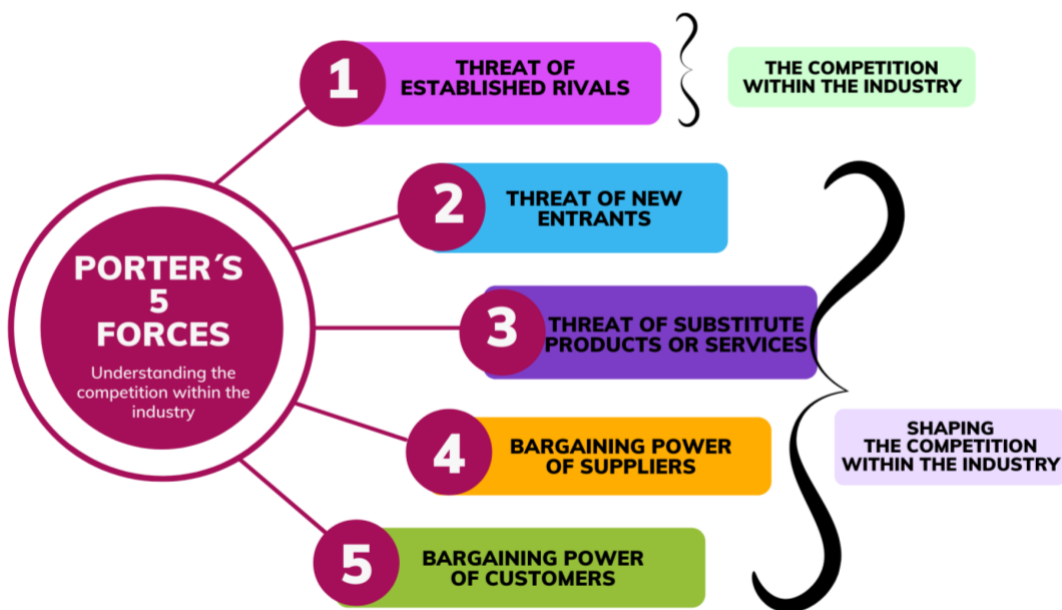 PORTER´S
5
FORCES
Understanding the
competition within the
industry
1
THREAT OF
ESTABLISHED RIVALS
THE COMPETITION
WITHIN THE INDUSTRY
2
THREAT OF NEW
ENTRANTS
3
THREAT OF SUBSTITUTE
PRODUCTS OR SERVICES
4
BARGAINING POWER
OF SUPPLIERS
5
BARGAINING POWER
OF CUSTOMERS
SHAPING
THE COMPETITION
WITHIN THE INDUSTRY